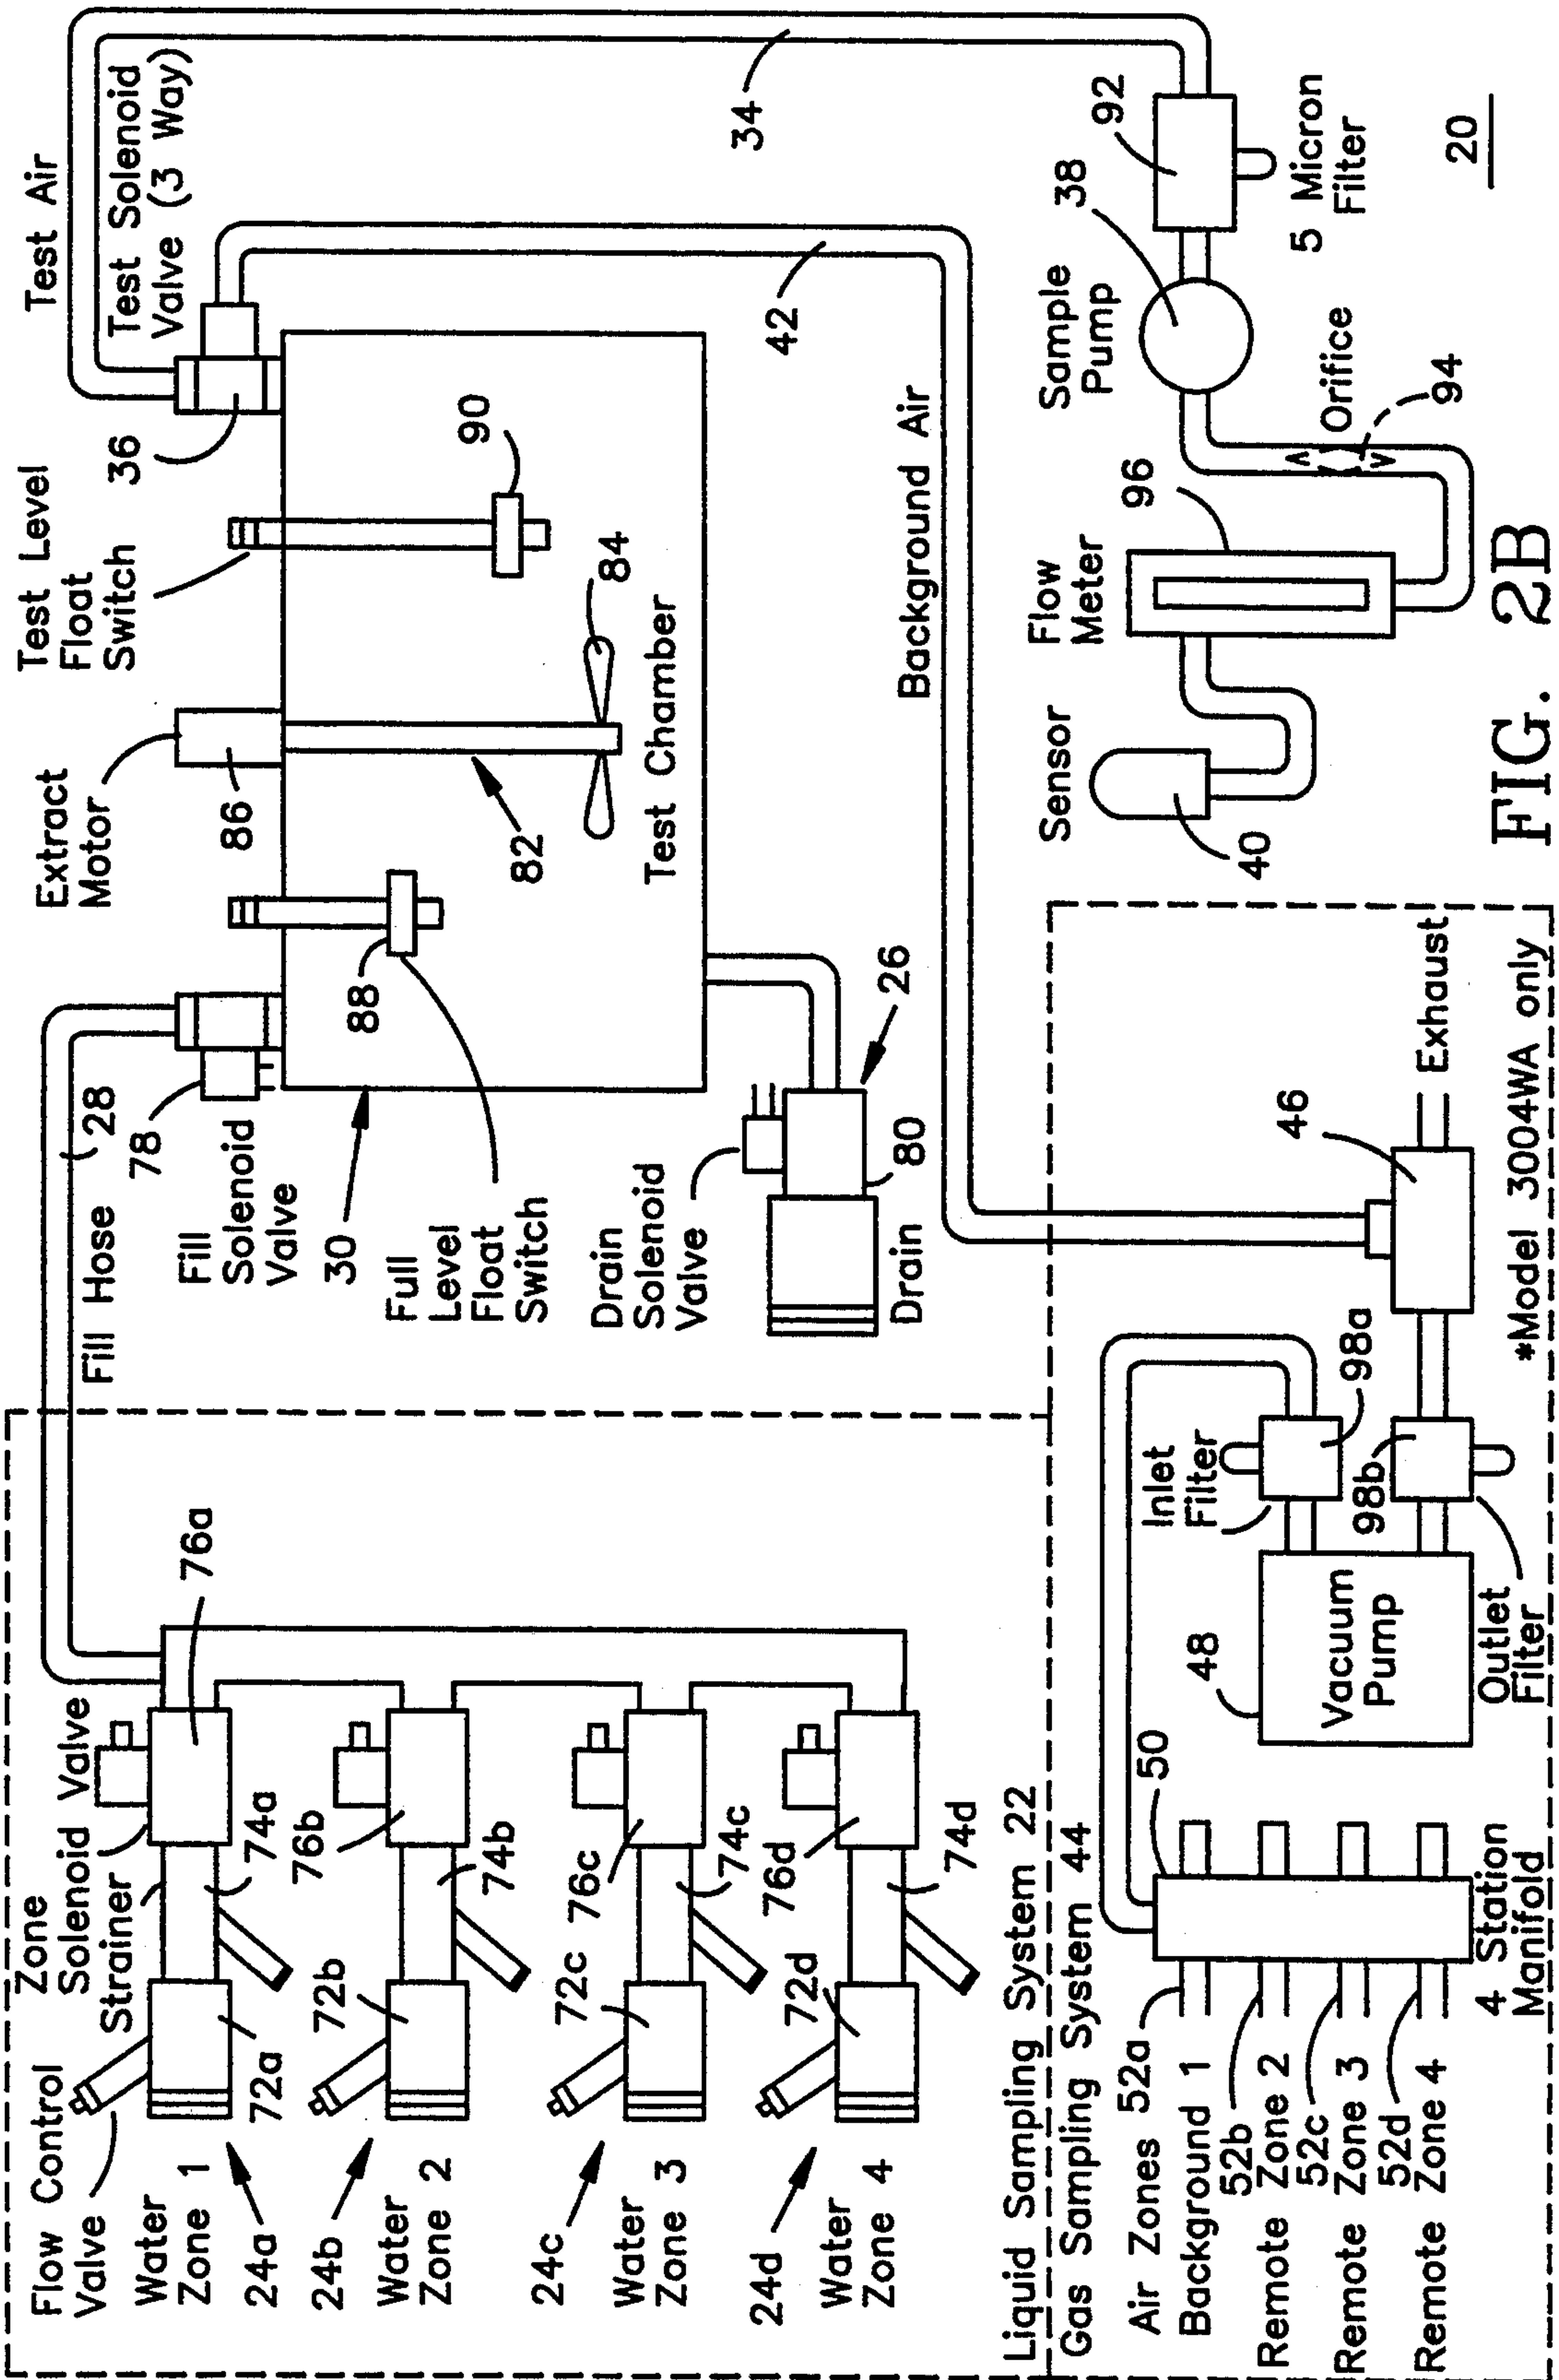 Flow Control
Valve
Zone
Solenoid Valve
Strainer
Water
Zone 1
24a
72a
74a
76a
24b
Water
Zone 2
72b
74b
76b
24c
Water
Zone 3
72c
74c
76c
24d
Water
Zone 4
72d
74d
76d
Liquid Sampling System 22
Fill Hose
28
78
Fill
Solenoid
Valve
30
Full
Level
Float
Switch
88
Extract
Motor
86
82
84
Test Level
Float
Switch
90
36
Test Air
Test Solenoid
Valve (3 Way)
Test Chamber
Drain
Solenoid
Valve
26
80
Drain
34
42
Background Air
Gas Sampling System 44
Air Zones 52a
Background 1
52b
Remote Zone 2
52c
Remote Zone 3
52d
Remote Zone 4
50
4 Station
Manifold
48
Vacuum
Pump
Inlet
Filter
98a
98b
Outlet
Filter
46
Exhaust
*Model 3004WA only
Sensor
40
Flow
Meter
96
Orifice
94
Sample
Pump
38
92
5 Micron
Filter
20
FIG. 2B